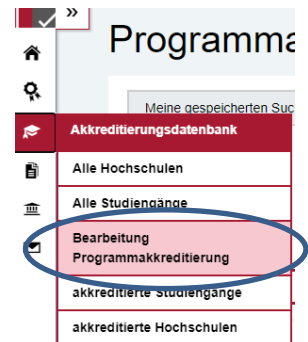 »
Programma
Meine gespeicherten Suc
Akkreditierungsdatenbank
Alle Hochschulen
Alle Studiengänge
Bearbeitung
Programmakkreditierung
akkreditierte Studiengänge
akkreditierte Hochschulen